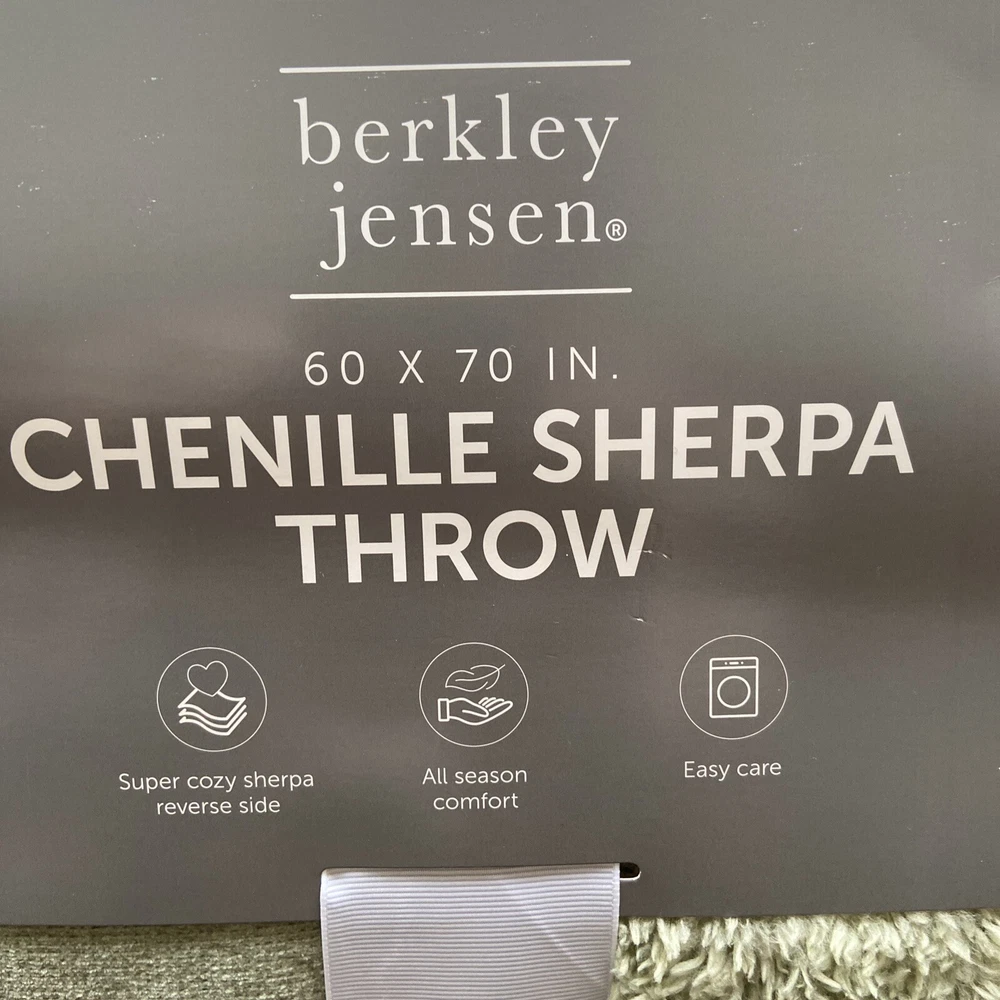 berkley
jensen®
60 X 70 IN.
CHENILLE SHERPA
THROW
Super cozy sherpa
reverse side
All season
comfort
Easy care